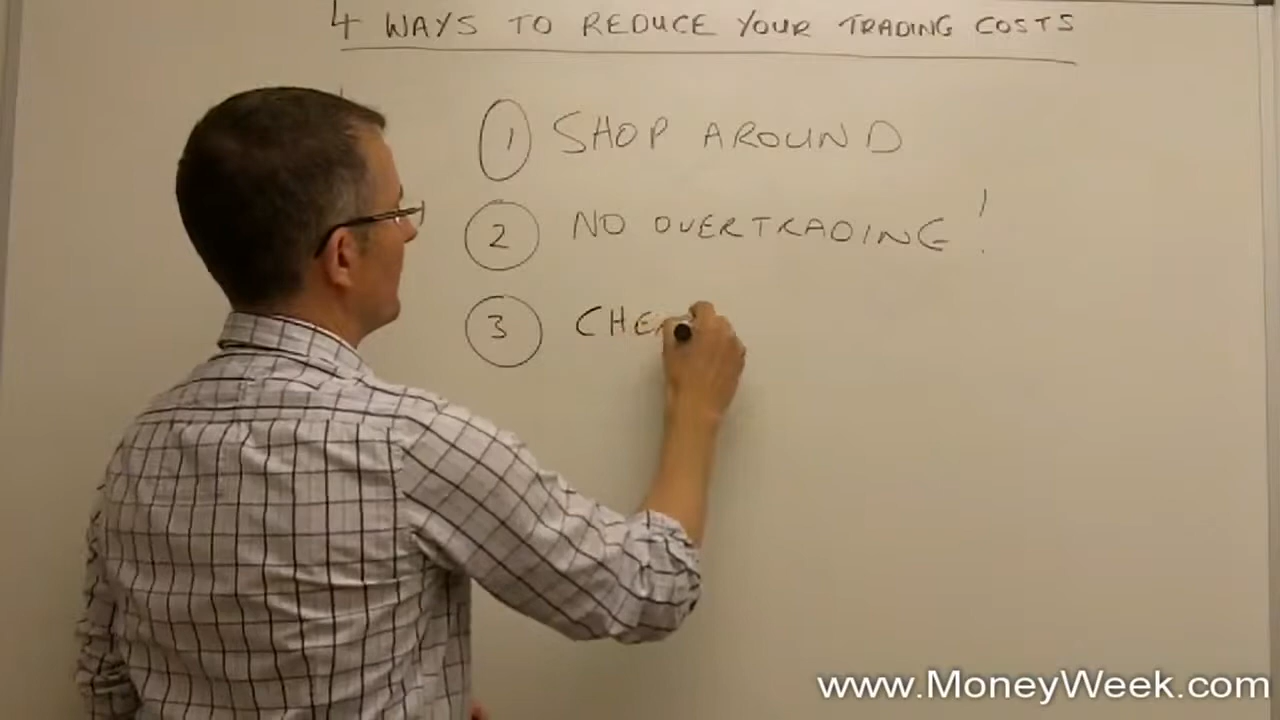 4 WAYS TO REDUCE YOUR TRADING COSTS
1 SHOP AROUND
2 NO OVERTRADING!
3 CHE
www.MoneyWeek.com